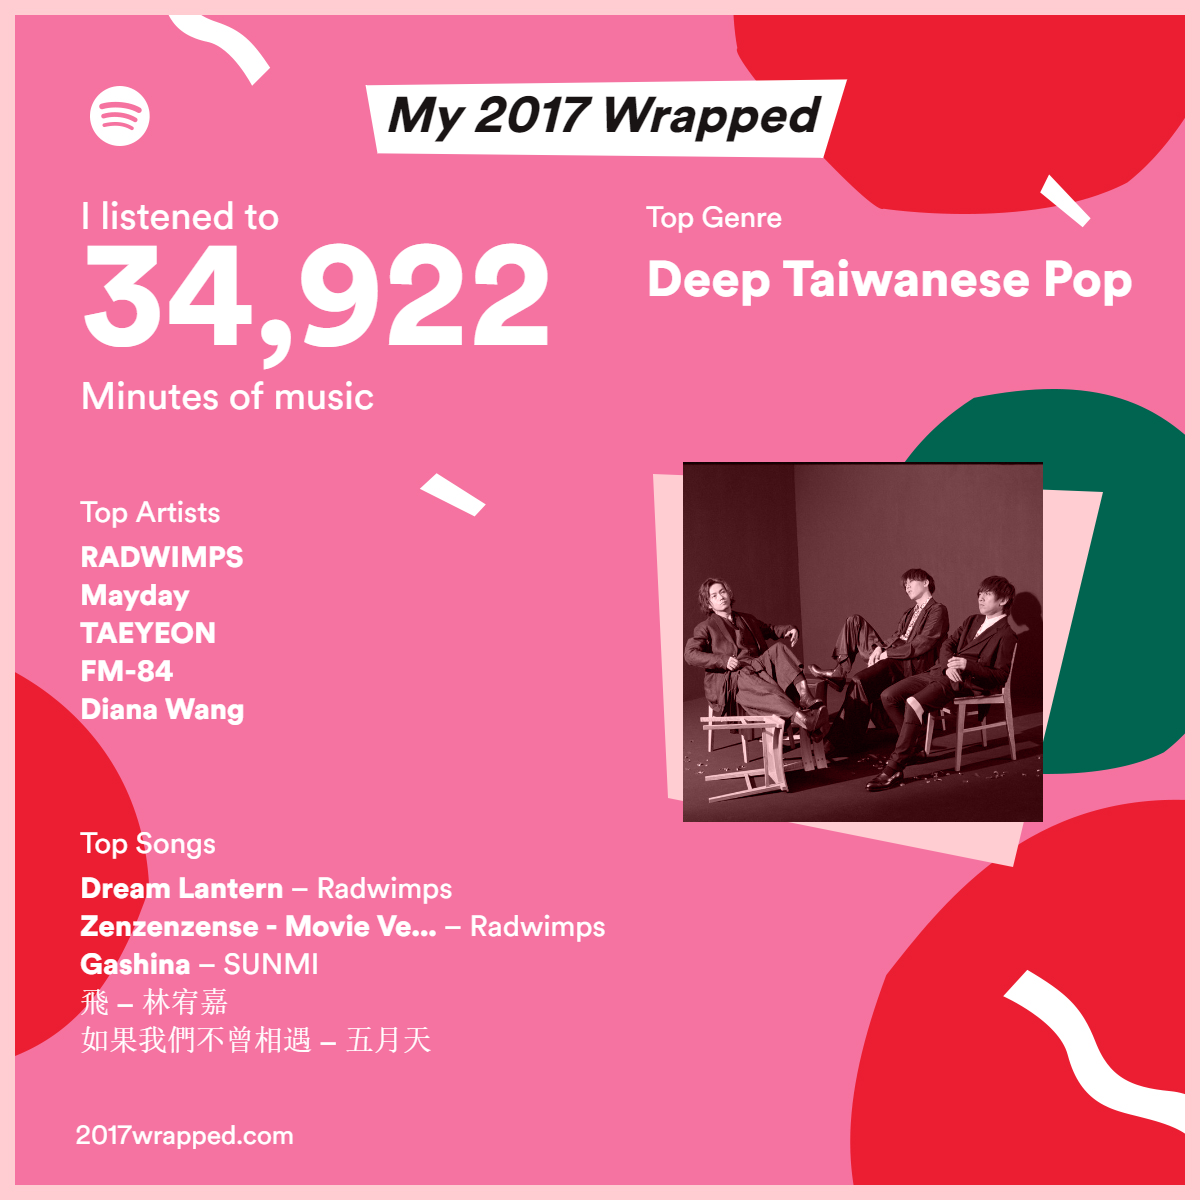 My 2017 Wrapped
I listened to
34,922
Minutes of music
Top Genre
Deep Taiwanese Pop
Top Artists
RADWIMPS
Mayday
TAEYEON
FM-84
Diana Wang
Top Songs
Dream Lantern – Radwimps
Zenzenzense - Movie Ve... – Radwimps
Gashina – SUNMI
飛 – 林宥嘉
如果我們不曾相遇 – 五月天
2017wrapped.com